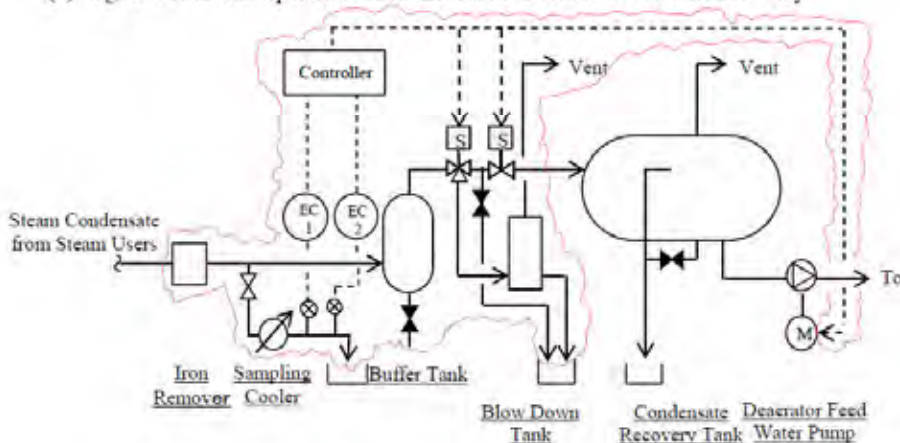 Controller
Vent
Vent
S
S
EC
1
EC
2
Steam Condensate
from Steam Users
To
M
Iron
Remover
Sampling
Cooler
Buffer Tank
Blow Down
Tank
Condensate
Recovery Tank
Deaerator Feed
Water Pump